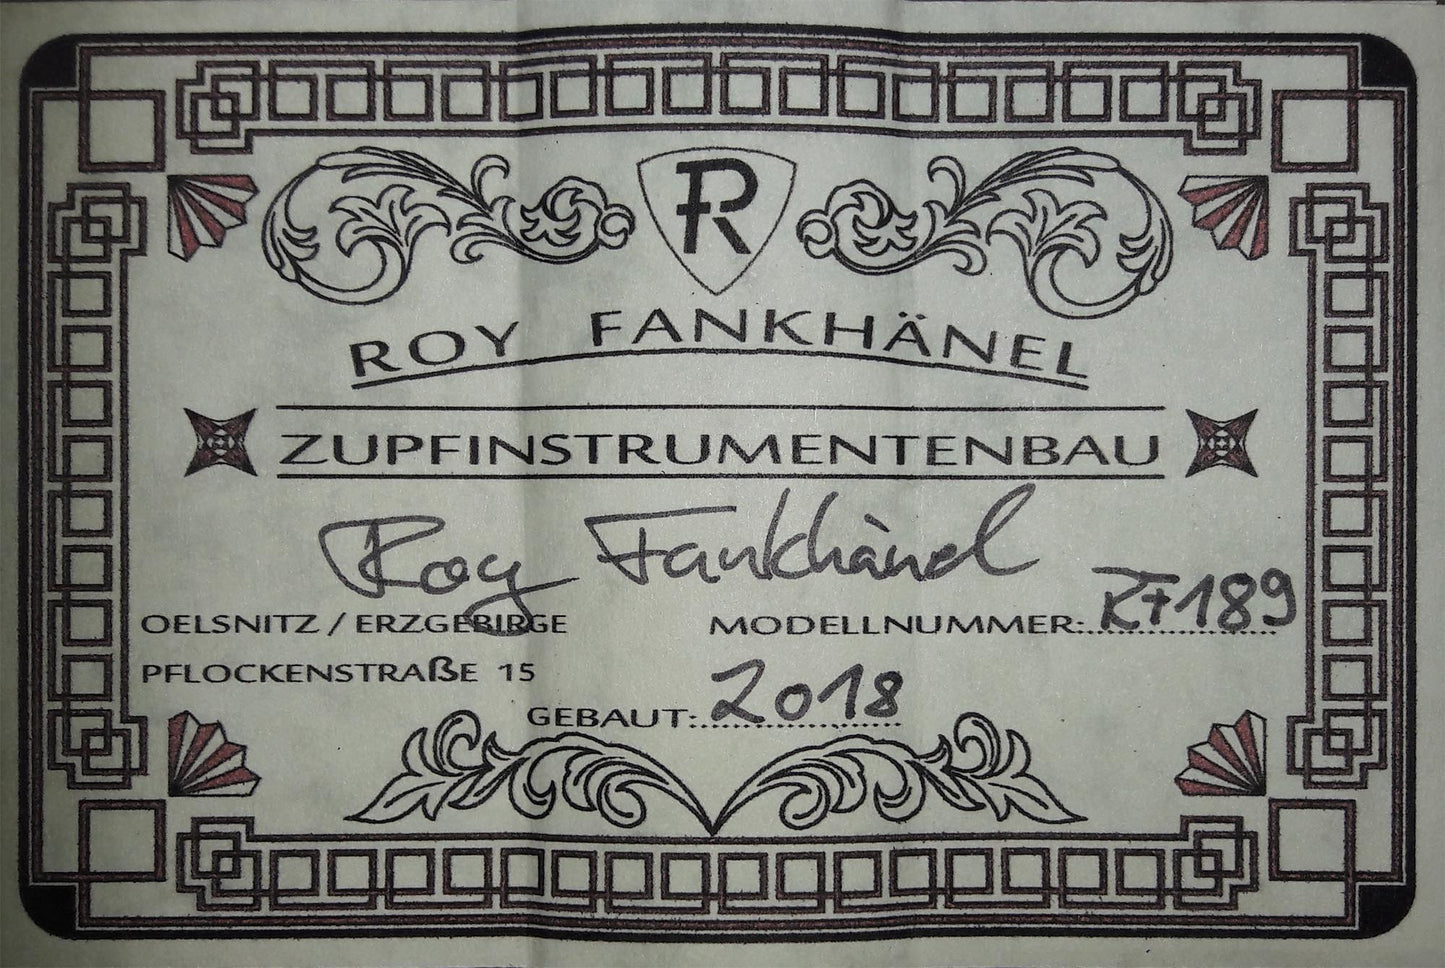 R
ROY FANKHÄNEL
ZUPFINSTRUMENTENBAU
Roy Fankhänel
OELSNITZ / ERZGEBIRGE
PFLOCKENSTRAßE 15
MODELLNUMMER:...RF189
GEBAUT:...2018